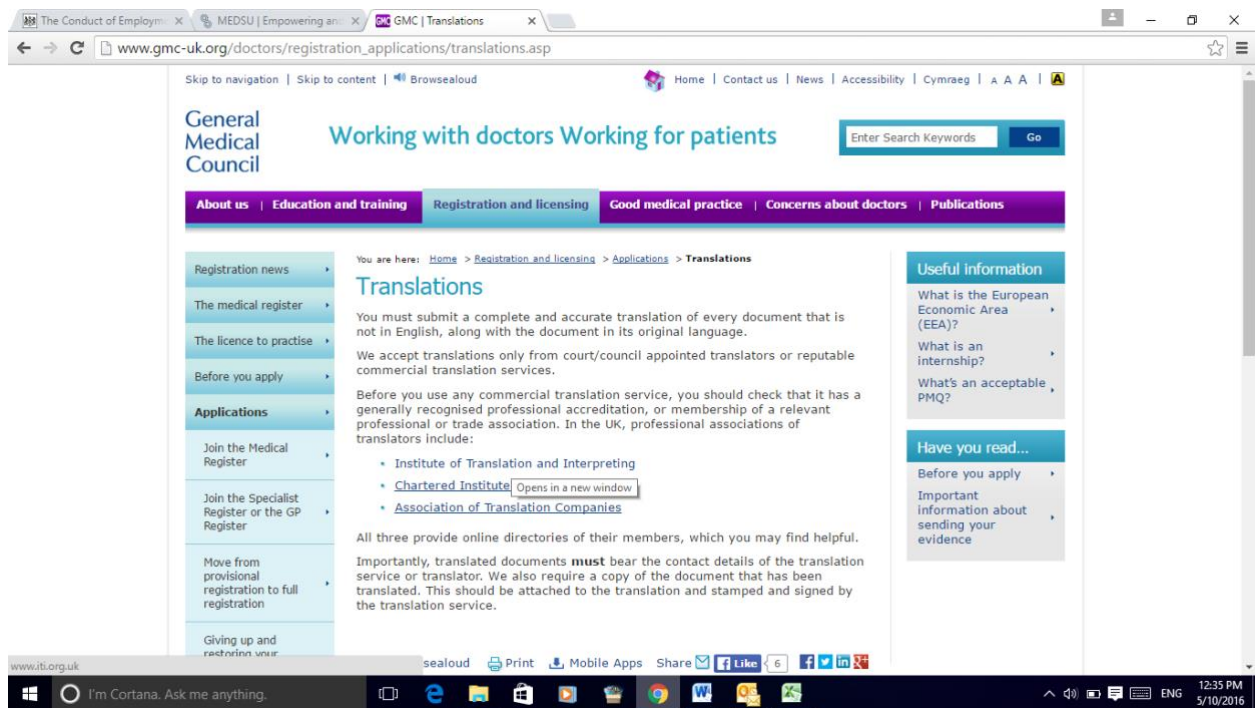 The Conduct of Employm
MEDSU | Empowering an
GMC | Translations
www.gmc-uk.org/doctors/registration_applications/translations.asp
Skip to navigation | Skip to content | Browsealoud
Home | Contact us | News | Accessibility | Cymraeg | A A A | A
General
Medical
Council
Working with doctors Working for patients
Enter Search Keywords
Go
About us | Education and training Registration and licensing Good medical practice | Concerns about doctors | Publications
Registration news
The medical register
The licence to practise
Before you apply
Applications
Join the Medical
Register
Join the Specialist
Register or the GP
Register
Move from
provisional
registration to full
registration
Giving up and
restoring your
You are here: Home > Registration and licensing > Applications > Translations
Translations
You must submit a complete and accurate translation of every document that is
not in English, along with the document in its original language.
We accept translations only from court/council appointed translators or reputable
commercial translation services.
Before you use any commercial translation service, you should check that it has a
generally recognised professional accreditation, or membership of a relevant
professional or trade association. In the UK, professional associations of
translators include:
• Institute of Translation and Interpreting
• Chartered Institute
Opens in a new window
• Association of Translation Companies
All three provide online directories of their members, which you may find helpful.
Importantly, translated documents must bear the contact details of the translation
service or translator. We also require a copy of the document that has been
translated. This should be attached to the translation and stamped and signed by
the translation service.
Useful information
What is the European
Economic Area
(EEA)?
What is an
internship?
What's an acceptable
PMQ?
Have you read...
Before you apply
Important
information about
sending your
evidence
sealoud Print Mobile Apps Share Like 6
www.iti.org.uk
I'm Cortana. Ask me anything.
ENG
12:35 PM
5/10/2016